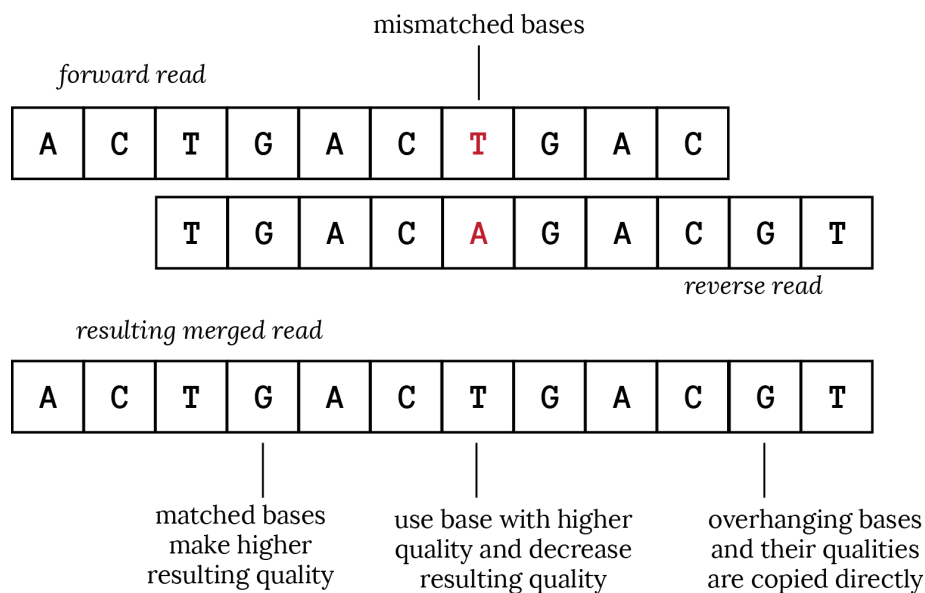 mismatched bases
forward read
A C T G A C T G A C
T G A C A G A C G T
reverse read
resulting merged read
A C T G A C T G A C G T
matched bases
make higher
resulting quality
use base with higher
quality and decrease
resulting quality
overhanging bases
and their qualities
are copied directly